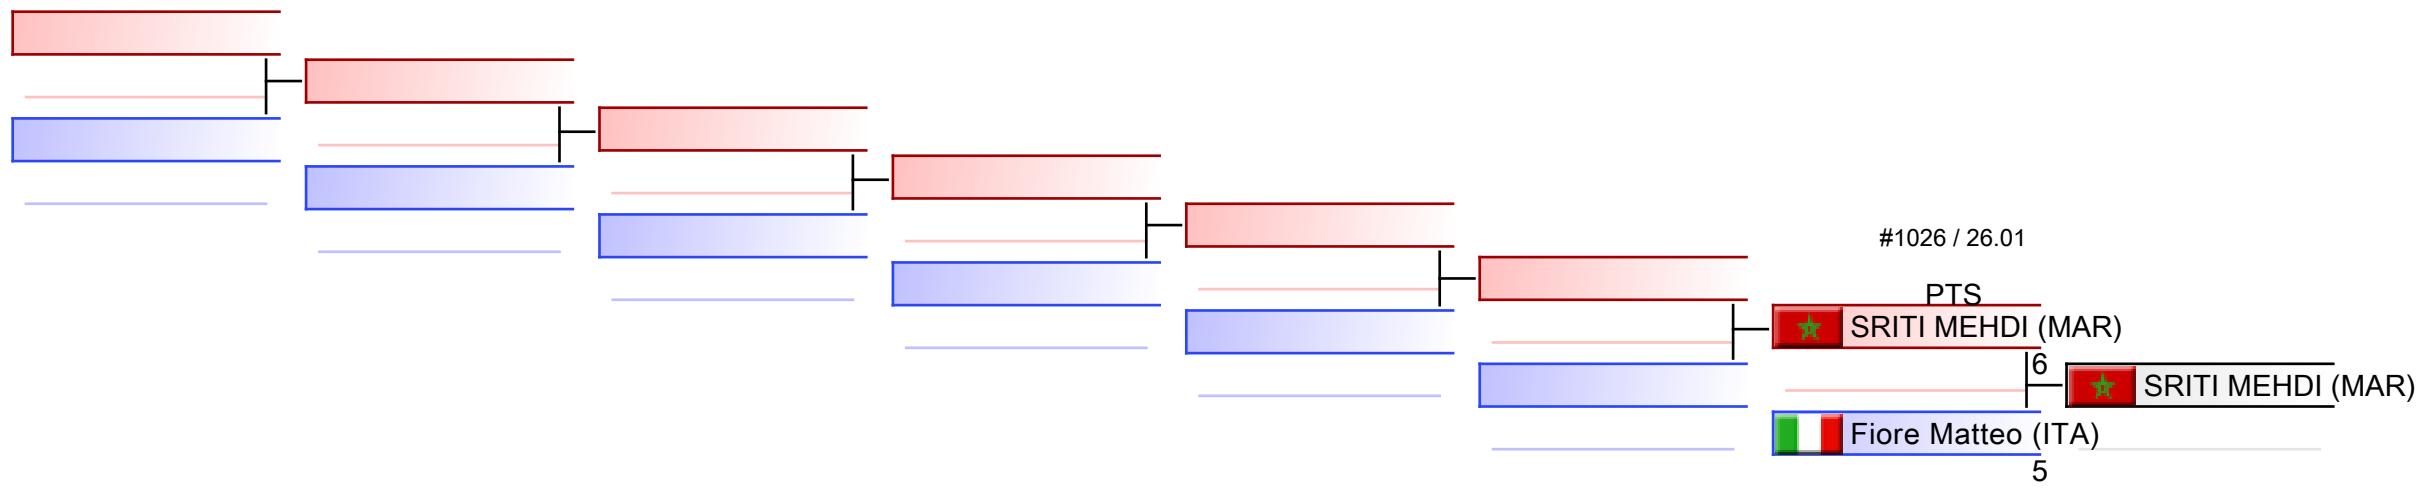 #1026 / 26.01
PTS
SRITI MEHDI (MAR)
6
SRITI MEHDI (MAR)
Fiore Matteo (ITA)
5